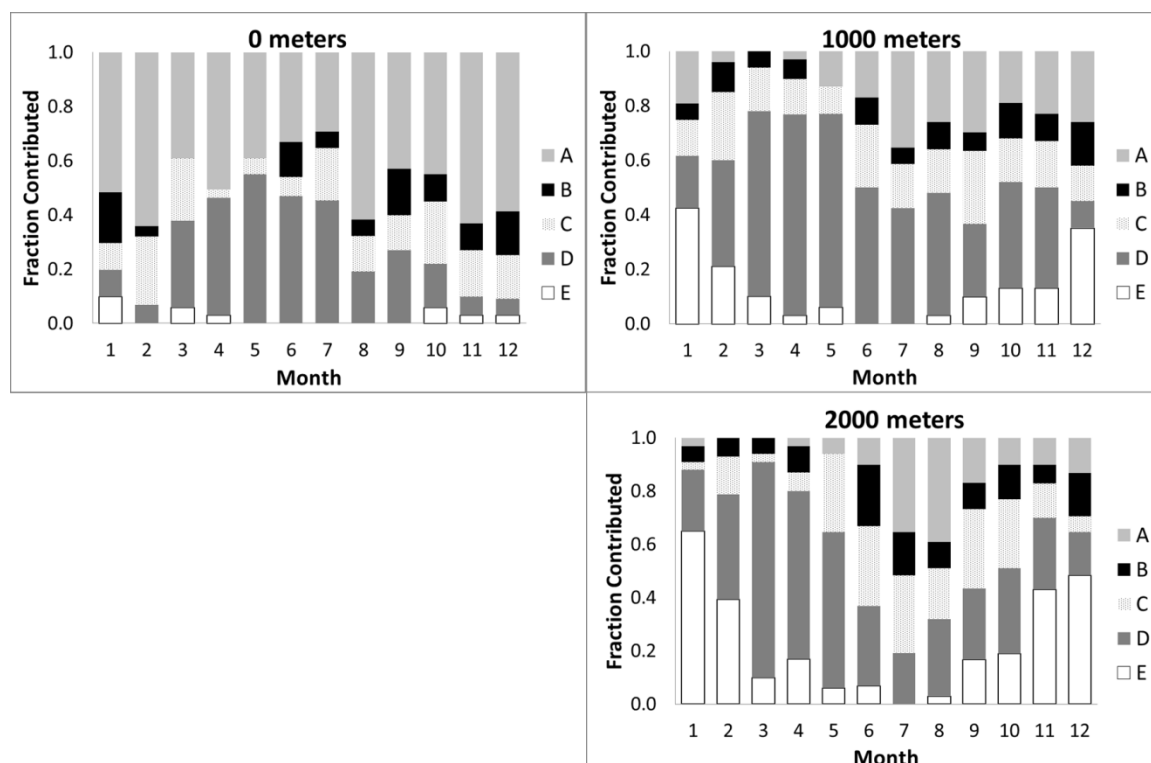 0 meters
Fraction Contributed
1.0
0.8
0.6
0.4
0.2
0.0
1 2 3 4 5 6 7 8 9 10 11 12
Month
A
B
C
D
E
1000 meters
Fraction Contributed
1.0
0.8
0.6
0.4
0.2
0.0
1 2 3 4 5 6 7 8 9 10 11 12
Month
A
B
C
D
E
2000 meters
Fraction Contributed
1.0
0.8
0.6
0.4
0.2
0.0
1 2 3 4 5 6 7 8 9 10 11 12
Month
A
B
C
D
E